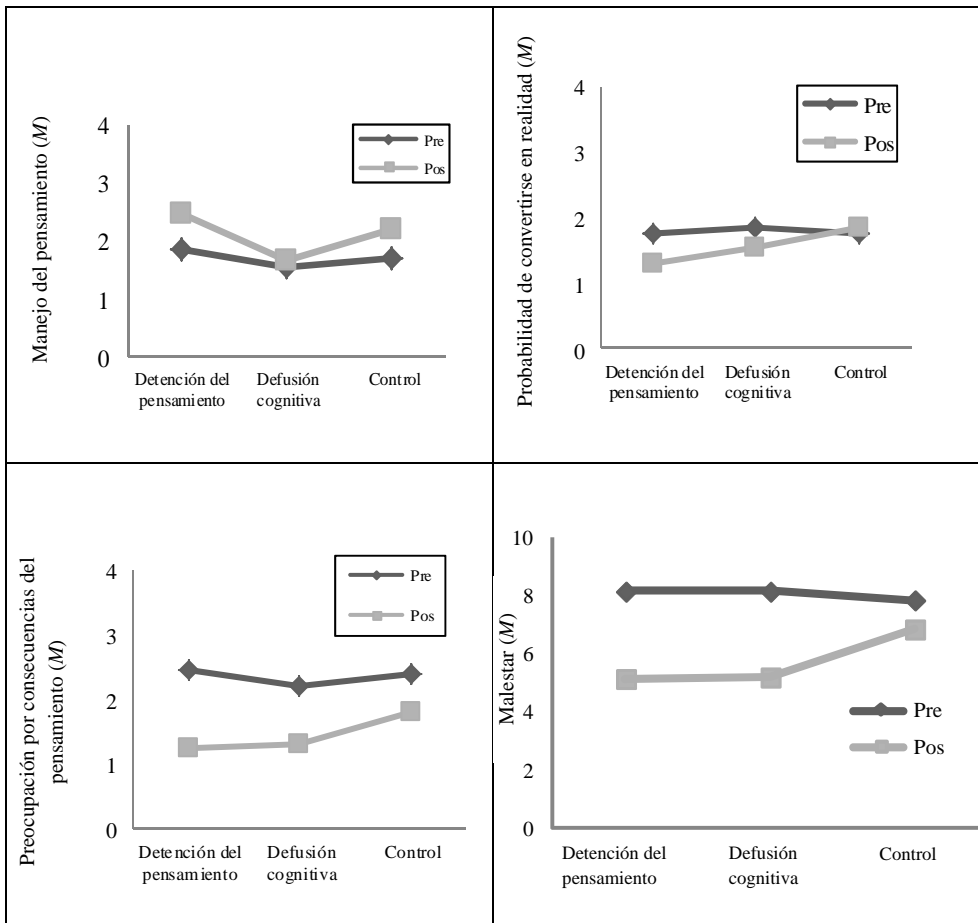 Manejo del pensamiento (M)
4
3
2
1
0
Pre
Pos
Detención del
pensamiento
Defusión
cognitiva
Control
Probabilidad de convertirse en realidad (M)
4
3
2
1
0
Pre
Pos
Detención del
pensamiento
Defusión
cognitiva
Control
Preocupación por consecuencias del
pensamiento (M)
4
3
2
1
0
Pre
Pos
Detención del
pensamiento
Defusión
cognitiva
Control
Malestar (M)
10
8
6
4
2
0
Pre
Pos
Detención del
pensamiento
Defusión
cognitiva
Control